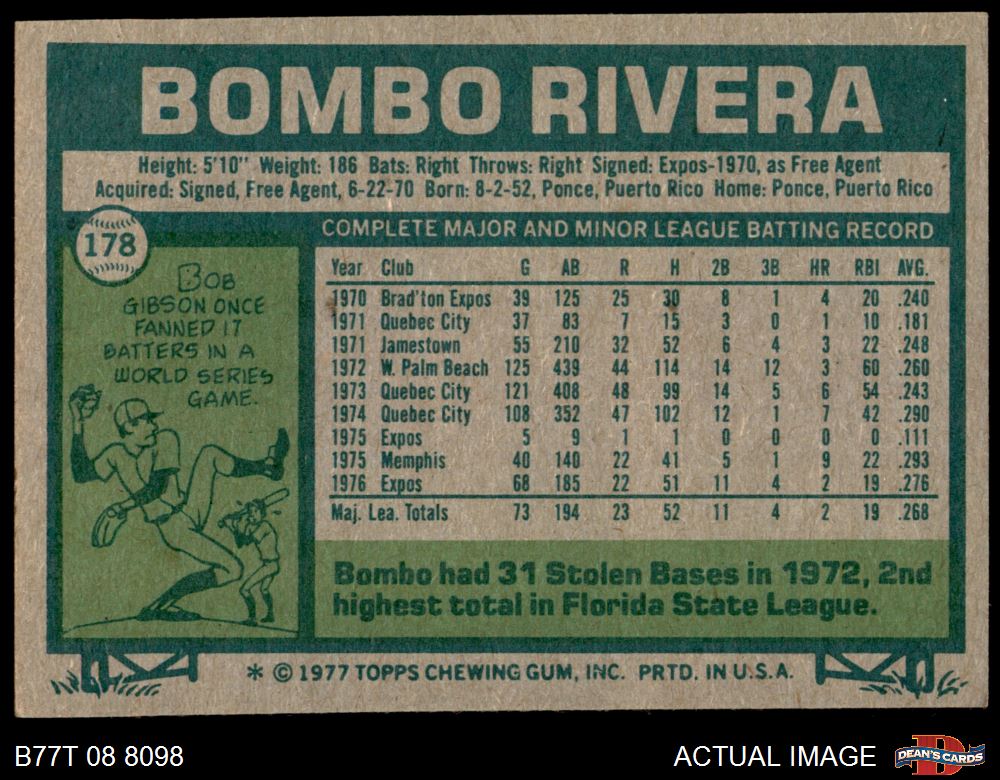 BOMBO RIVERA
Height: 5'10" Weight: 186 Bats: Right Throws: Right Signed: Expos-1970, as Free Agent
Acquired: Signed, Free Agent, 6-22-70 Born: 8-2-52, Ponce, Puerto Rico Home: Ponce, Puerto Rico
178
BOB
GIBSON ONCE
FANNED 17
BATTERS IN A
WORLD SERIES
GAME.
COMPLETE MAJOR AND MINOR LEAGUE BATTING RECORD
Year Club G AB R H 2B 3B HR RBI AVG.
1970 Brad'ton Expos 39 125 25 30 8 1 4 20 .240
1971 Quebec City 37 83 7 15 3 0 1 10 .181
1971 Jamestown 55 210 32 52 6 4 3 22 .248
1972 W. Palm Beach 125 439 44 114 14 12 3 60 .260
1973 Quebec City 121 408 48 99 14 5 6 54 .243
1974 Quebec City 108 352 47 102 12 1 7 42 .290
1975 Expos 5 9 1 1 0 0 0 0 .111
1975 Memphis 40 140 22 41 5 1 9 22 .293
1976 Expos 68 185 22 51 11 4 2 19 .276
Maj. Lea. Totals 73 194 23 52 11 4 2 19 .268
Bombo had 31 Stolen Bases in 1972, 2nd
highest total in Florida State League.
* © 1977 TOPPS CHEWING GUM, INC. PRTD. IN U.S.A.
B77T 08 8098
ACTUAL IMAGE
D
DEAN'S CARDS